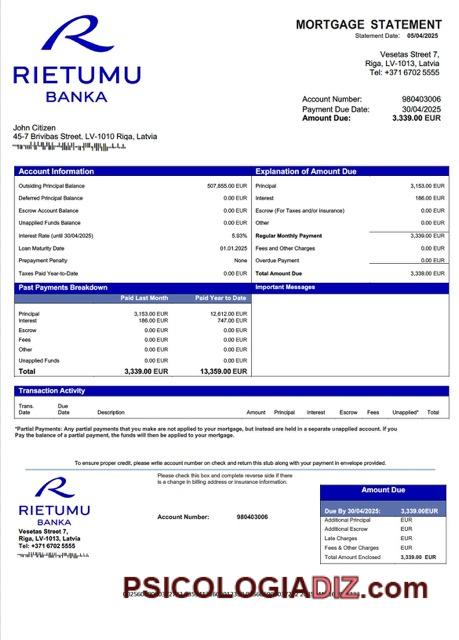 MORTGAGE STATEMENT
Statement Date: 05/04/2025
RIETUMU
BANKA
Vesetas Street 7,
Riga, LV-1013, Latvia
Tel: +371 6702 5555
Account Number: 980403006
Payment Due Date: 30/04/2025
Amount Due: 3.339.00 EUR
John Citizen
45-7 Brivibas Street, LV-1010 Riga, Latvia
Account Information
Outsiding Principal Balance 507,855.00 EUR
Deferred Principal Balance 0.00 EUR
Escrow Account Balance 0.00 EUR
Unapplied Funds Balance 0.00 EUR
Interest Rate (until 30/04/2025) 5.93%
Loan Maturity Date 01.01.2025
Prepayment Penalty None
Taxes Paid Year-to-Date 0.00 EUR
Explanation of Amount Due
Principal 3,153.00 EUR
Interest 186.00 EUR
Escrow (For Taxes and/or insurance) 0.00 EUR
Other 0.00 EUR
Regular Monthly Payment 3,339.00 EUR
Fees and Other Charges 0.00 EUR
Overdue Payment 0.00 EUR
Total Amount Due 3,339.00 EUR
Past Payments Breakdown
Paid Last Month Paid Year to Date
Principal 3,153.00 EUR 12,612.00 EUR
Interest 186.00 EUR 747.00 EUR
Escrow 0.00 EUR 0.00 EUR
Fees 0.00 EUR 0.00 EUR
Other 0.00 EUR 0.00 EUR
Unapplied Funds 0.00 EUR 0.00 EUR
Total 3,339.00 EUR 13,359.00 EUR
Important Messages
Transaction Activity
Trans. Date Due Date Description Amount Principal Interest Escrow Fees Unapplied* Total
*Partial Payments: Any partial payments that you make are not applied to your mortgage, but instead are held in a separate unapplied account. If you
Pay the balance of a partial payment, the funds will then be applied to your mortgage.
To ensure proper credit, please write account number on check and return this stub along with your payment in envelope provided.
RIETUMU
BANKA
Vesetas Street 7,
Riga, LV-1013, Latvia
Tel: +371 6702 5555
Please check this box and complete reverse side if there
is a change in billing address or insurance information.
Account Number: 980403006
Amount Due
Due By 30/04/2025: 3,339.00EUR
Additional Principal EUR
Additional Escrow EUR
Late Charges EUR
Fees & Other Charges EUR
Total Amount Enclosed 3,339.00 EUR
PSICOLOGIADIZ.com